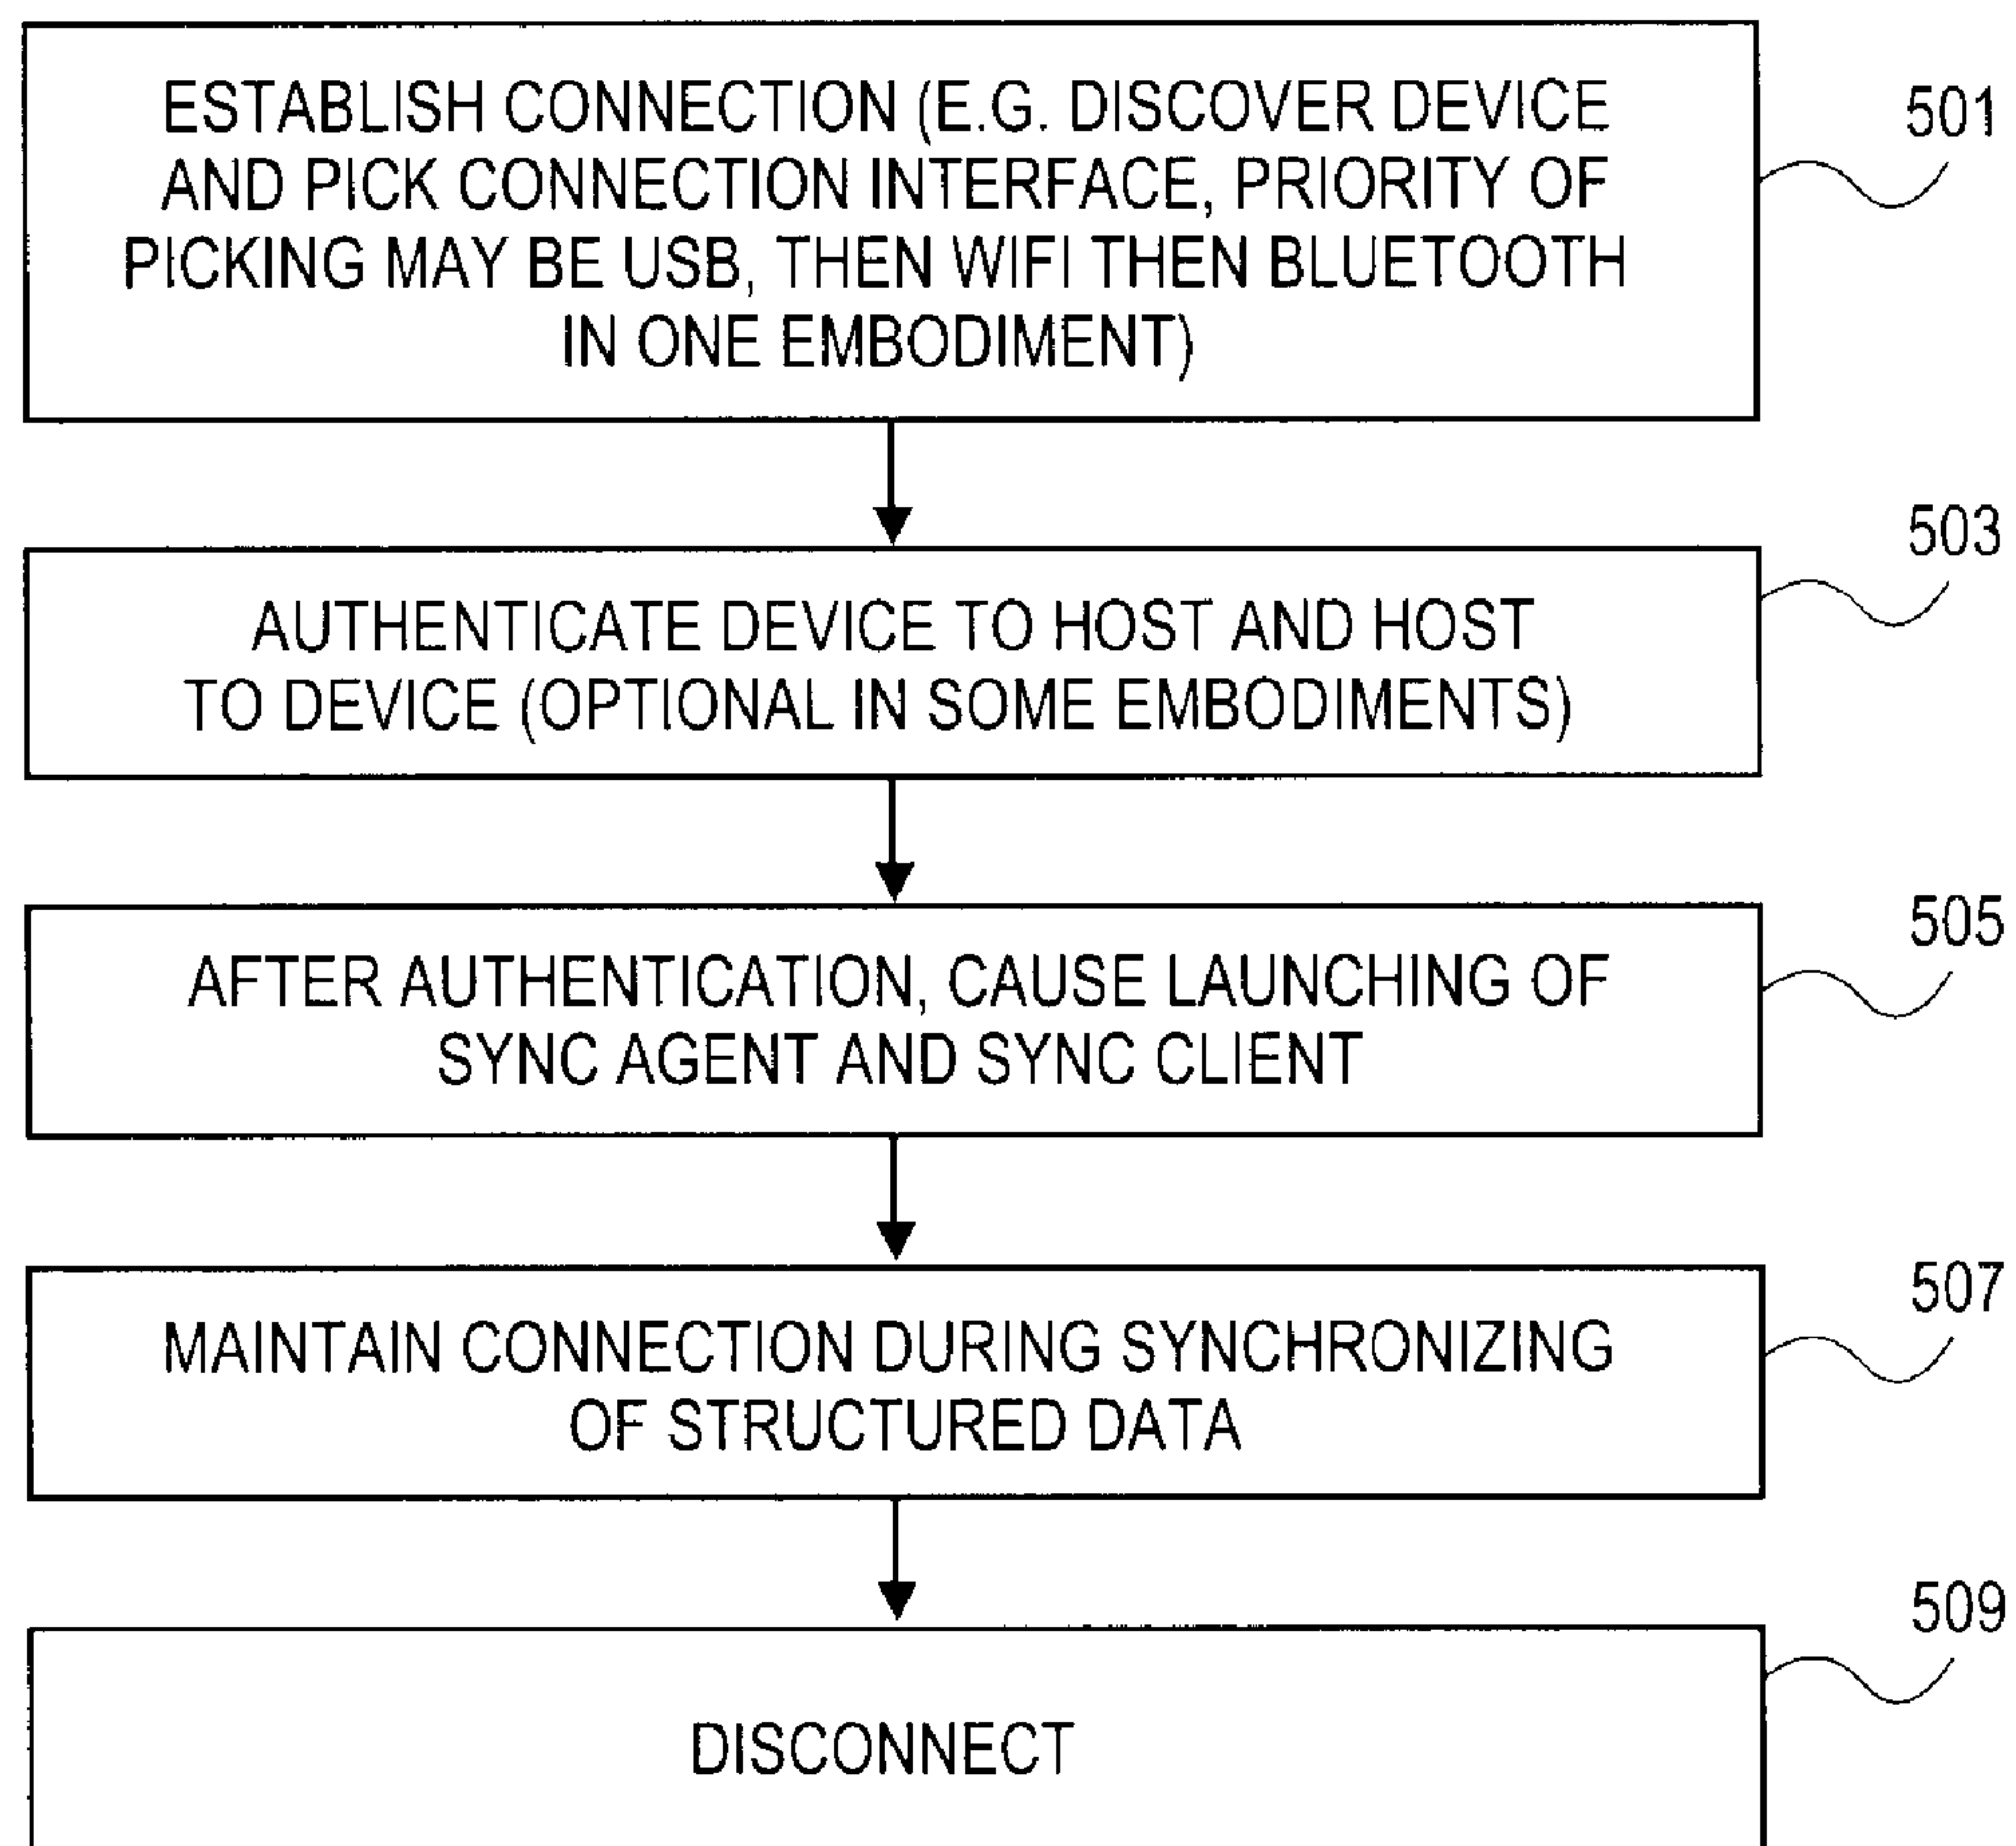 ESTABLISH CONNECTION (E.G. DISCOVER DEVICE
AND PICK CONNECTION INTERFACE, PRIORITY OF
PICKING MAY BE USB, THEN WIFI THEN BLUETOOTH
IN ONE EMBODIMENT)
501
AUTHENTICATE DEVICE TO HOST AND HOST
TO DEVICE (OPTIONAL IN SOME EMBODIMENTS)
503
AFTER AUTHENTICATION, CAUSE LAUNCHING OF
SYNC AGENT AND SYNC CLIENT
505
MAINTAIN CONNECTION DURING SYNCHRONIZING
OF STRUCTURED DATA
507
DISCONNECT
509